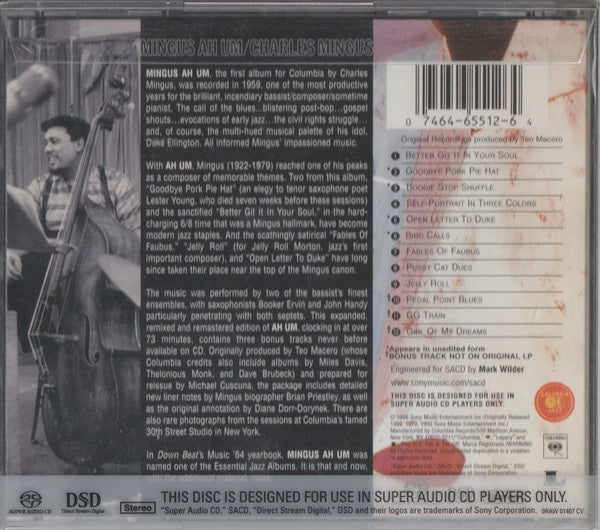 MINGUS AH UM/CHARLES MINGUS
MINGUS AH UM, the first album for Columbia by Charles
Mingus, was recorded in 1959, one of the most productive
years for the brilliant, incendiary bassist/composer/sometime
pianist. The call of the blues...blistering post-bop...gospel
shouts...evocations of early jazz...the civil rights struggle...
and, of course, the multi-hued musical palette of his idol,
Duke Ellington. All informed Mingus' impassioned music.
With AH UM, Mingus (1922-1979) reached one of his peaks
as a composer of memorable themes. Two from this album,
"Goodbye Pork Pie Hat" (an elegy to tenor saxophone poet
Lester Young, who died seven weeks before these sessions)
and the sanctified "Better Git It In Your Soul," in the hard-
charging 6/8 time that was a Mingus hallmark, have become
modern jazz staples. And the scathingly satirical "Fables Of
Faubus," "Jelly Roll" (for Jelly Roll Morton, jazz's first
important composer), and "Open Letter To Duke" have
long since taken their place near the top of the Mingus canon.
The music was performed by two of the bassist's finest
ensembles, with saxophonists Booker Ervin and John Handy
particularly penetrating with both septets. This expanded,
remixed and remastered edition of AH UM, clocking in at over
73 minutes, contains three bonus tracks never before
available on CD. Originally produced by Teo Macero (whose
Columbia credits also include albums by Miles Davis,
Thelonious Monk, and Dave Brubeck) and prepared for
reissue by Michael Cuscuna, the package includes detailed
new liner notes by Mingus biographer Brian Priestley, as well
as the original annotation by Diane Dorr-Dorynek. There are
also rare photographs from the sessions at Columbia's famed
30th Street Studio in New York.
In Down Beat's Music '64 yearbook, MINGUS AH UM was
named one of the Essential Jazz Albums. It is that and now,
with the additional
7464-65512-6
Original Recordings produced by Teo Macero
1 BETTER GIT IT IN YOUR SOUL
2 GOODBYE PORK PIE HAT
3 BOOGIE STOP SHUFFLE
4 SELF-PORTRAIT IN THREE COLORS
5 OPEN LETTER TO DUKE
6 BIRD CALLS
7 FABLES OF FAUBUS
8 PUSSY CAT DUES
9 JELLY ROLL
10 PEDAL POINT BLUES
11 GG TRAIN
12 GIRL OF MY DREAMS
Appears in unedited form
BONUS TRACK NOT ON ORIGINAL LP
Engineered for SACD by Mark Wilder
www.sonymusic.com/sacd
THIS DISC IS DESIGNED FOR USE IN
SUPER AUDIO CD PLAYERS ONLY.
COLUMBIA
JAZZ
COLUMBIA
SUPER AUDIO CD
DSD
Direct Stream Digital
Stereo
THIS DISC IS DESIGNED FOR USE IN SUPER AUDIO CD PLAYERS ONLY.
"Super Audio CD," SACD, "Direct Stream Digital," DSD and their logos are trademarks of Sony Corporation.
0RAW 01407 CV